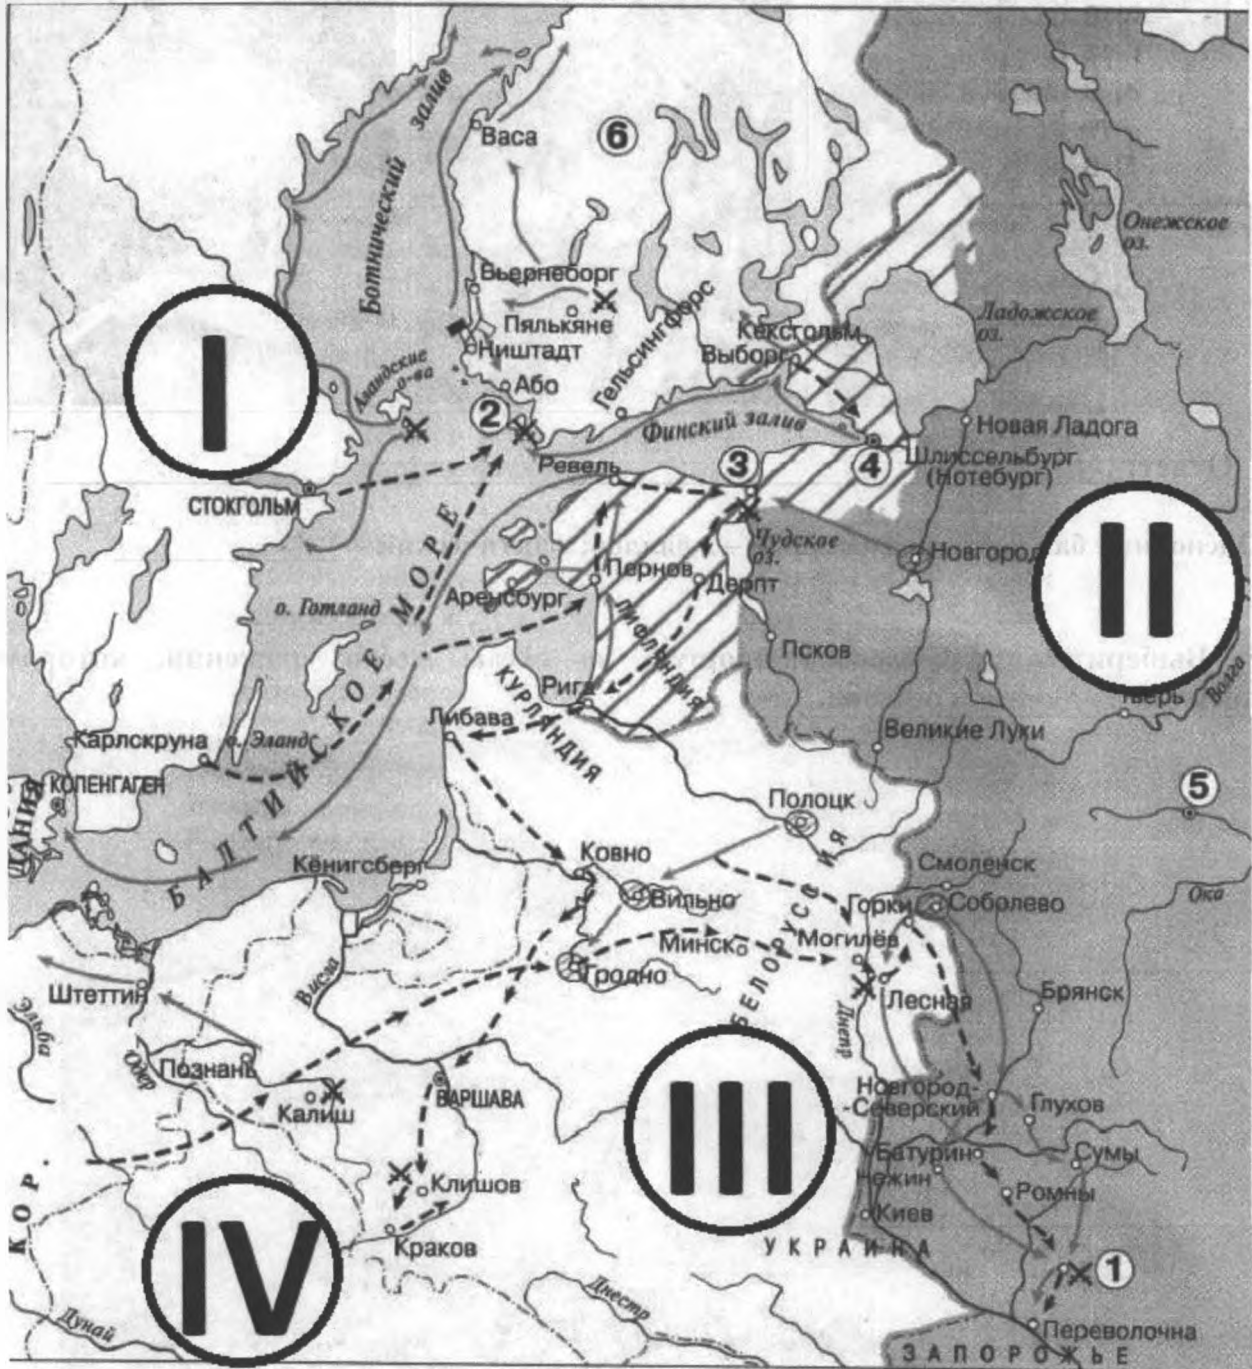 залив
Ботнический
Васа
6
Онежское
оз.
Вьернеборг
Пялькяне
Ништадт
Або
Аландские
о-ва
Гельсингфорс
Кексгольм
Выборг
Ладожское
оз.
I
2
Финский залив
Новая Ладога
Ревель
3
4
Шлиссельбург
(Нотебург)
СТОКГОЛЬМ
II
Чудское
оз.
Новгород
Пернов
Дерпт
Аренсбург
о. Готланд
ЛИФЛЯНДИЯ
Псков
КУРЛЯНДИЯ
Рига
Либава
Волга
Великие Луки
Карлскруна
о. Эланд
КОПЕНГАГЕН
ДАНИЯ
БАЛТИЙСКОЕ МОРЕ
5
Полоцк
Ковно
Кёнигсберг
Смоленск
Вильно
Горки
Соболево
Ока
БЕЛОРУССИЯ
Минск
Могилёв
Гродно
Лесная
Брянск
Штеттин
Висла
Эльба
Днепр
Одер
Познань
III
Калиш
ВАРШАВА
Новгород-
-Северский
Глухов
Батурин
Сумы
Нежин
КОР.
Клишов
Ромны
IV
Киев
Краков
УКРАИНА
1
Днестр
Дунай
Переволочна
ЗАПОРОЖЬЕ